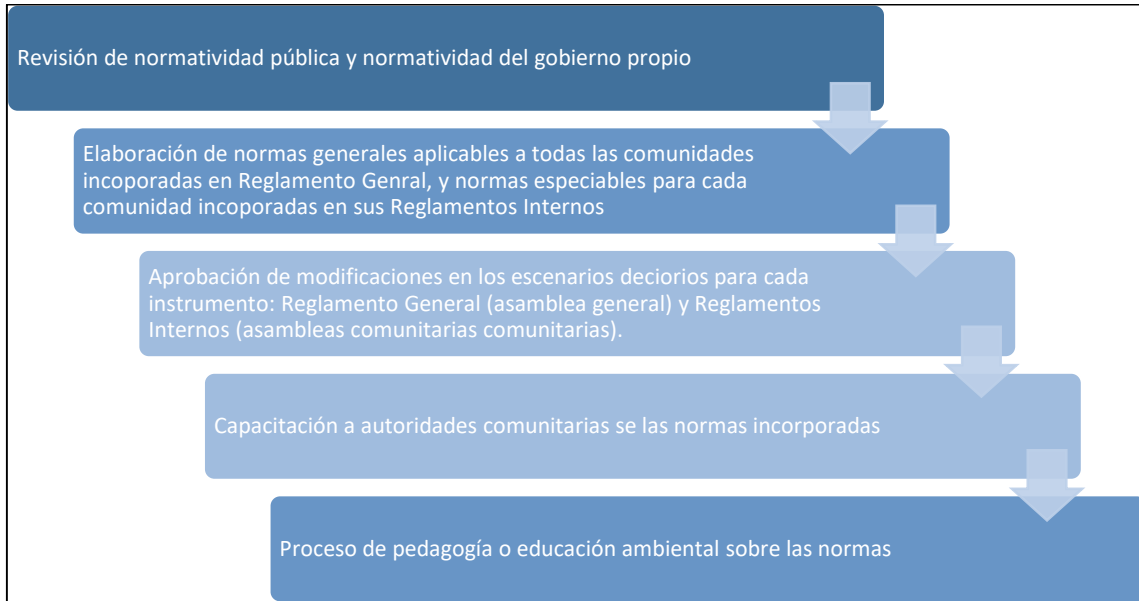 Revisión de normatividad pública y normatividad del gobierno propio
Elaboración de normas generales aplicables a todas las comunidades
incoporadas en Reglamento Genral, y normas especiables para cada
comunidad incoporadas en sus Reglamentos Internos
Aprobación de modificaciones en los escenarios deciorios para cada
instrumento: Reglamento General (asamblea general) y Reglamentos
Internos (asambleas comunitarias comunitarias).
Capacitación a autoridades comunitarias se las normas incorporadas
Proceso de pedagogía o educación ambiental sobre las normas